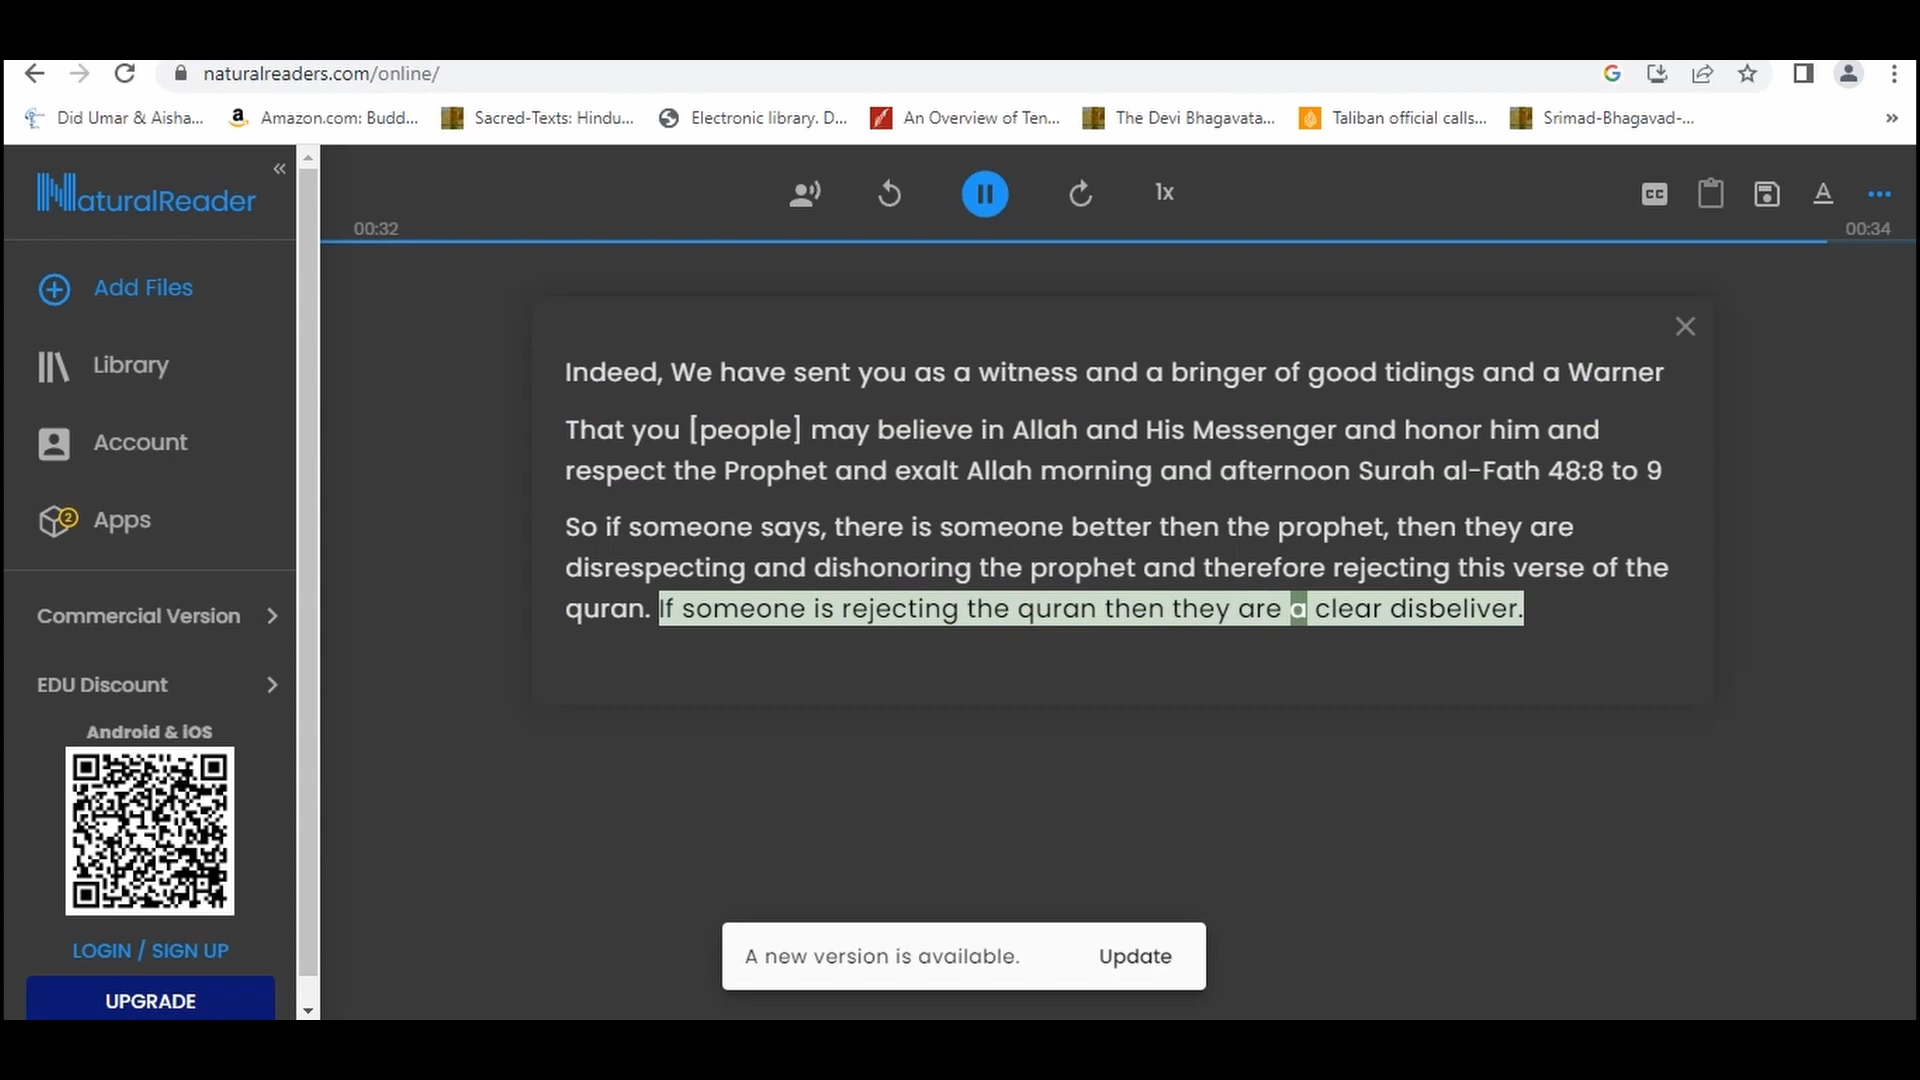 naturalreaders.com/online/
Did Umar & Aisha... Amazon.com: Budd... Sacred-Texts: Hindu... Electronic library. D... An Overview of Ten... The Devi Bhagavata... Taliban official calls... Srimad-Bhagavad-... »
NaturalReader
1x
CC
A
00:32
00:34
Add Files
Library
Account
2
Apps
Commercial Version
EDU Discount
Android & iOS
LOGIN / SIGN UP
UPGRADE
Indeed, We have sent you as a witness and a bringer of good tidings and a Warner
That you [people] may believe in Allah and His Messenger and honor him and
respect the Prophet and exalt Allah morning and afternoon Surah al-Fath 48:8 to 9
So if someone says, there is someone better then the prophet, then they are
disrespecting and dishonoring the prophet and therefore rejecting this verse of the
quran. If someone is rejecting the quran then they are a clear disbeliver.
A new version is available. Update